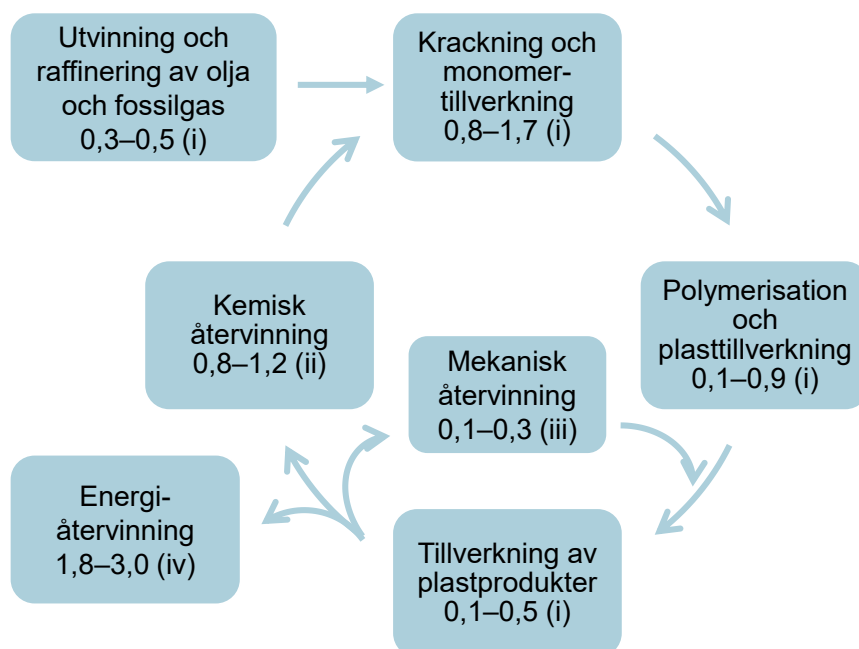 Utvinning och
raffinering av olja
och fossilgas
0,3–0,5 (i)
Krackning och
monomer-
tillverkning
0,8–1,7 (i)
Polymerisation
och
plasttillverkning
0,1–0,9 (i)
Kemisk
återvinning
0,8–1,2 (ii)
Mekanisk
återvinning
0,1–0,3 (iii)
Energi-
återvinning
1,8–3,0 (iv)
Tillverkning av
plastprodukter
0,1–0,5 (i)